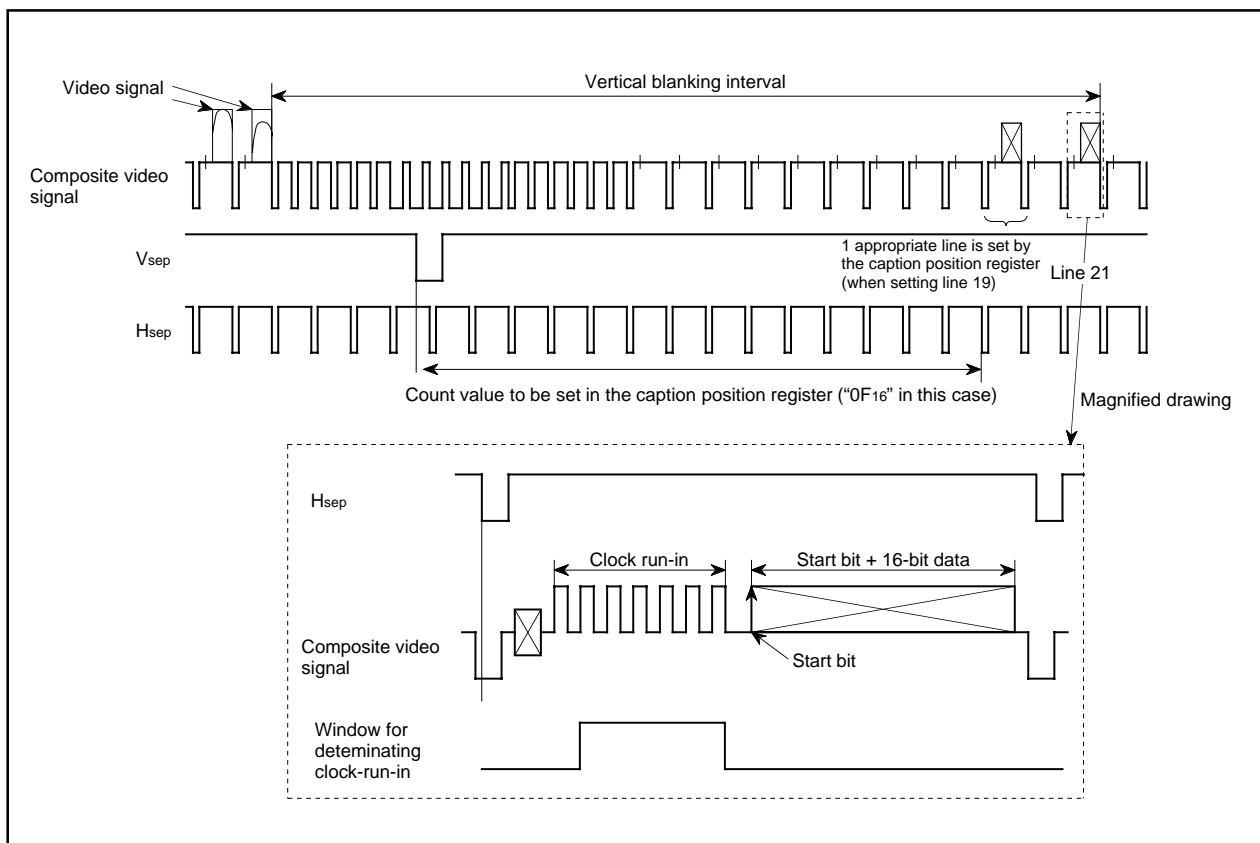 Vertical blanking interval
Video signal
Composite video
signal
Vsep
1 appropriate line is set by
the caption position register
(when setting line 19)
Line 21
Hsep
Count value to be set in the caption position register (“0F16” in this case)
Magnified drawing
Hsep
Clock run-in
Start bit + 16-bit data
Composite video
signal
Start bit
Window for
deteminating
clock-run-in